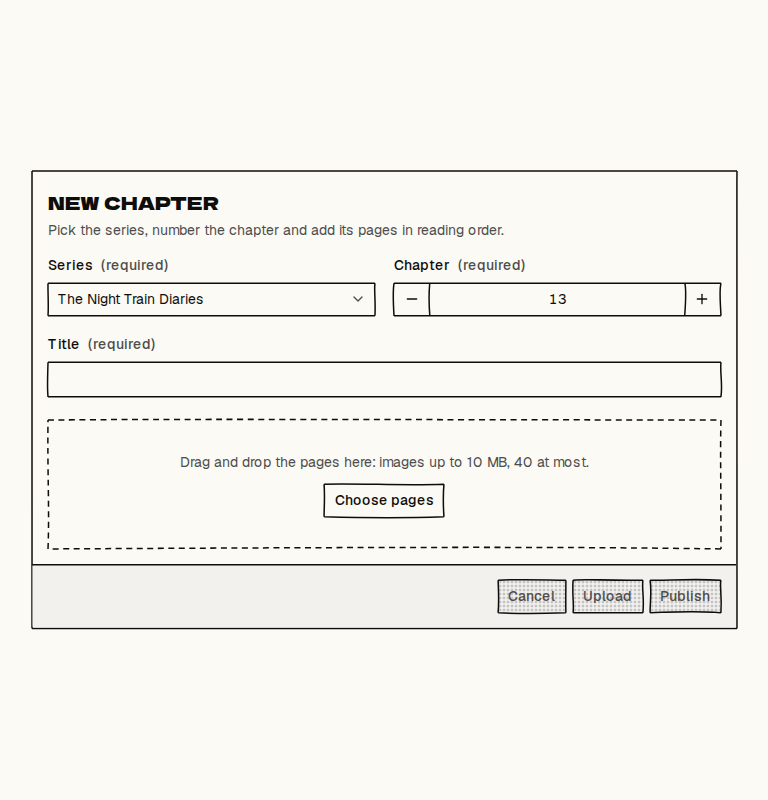 NEW CHAPTER
Pick the series, number the chapter and add its pages in reading order.
Series (required)
Chapter (required)
The Night Train Diaries
13
Title (required)
Drag and drop the pages here: images up to 10 MB, 40 at most.
Choose pages
Cancel
Upload
Publish